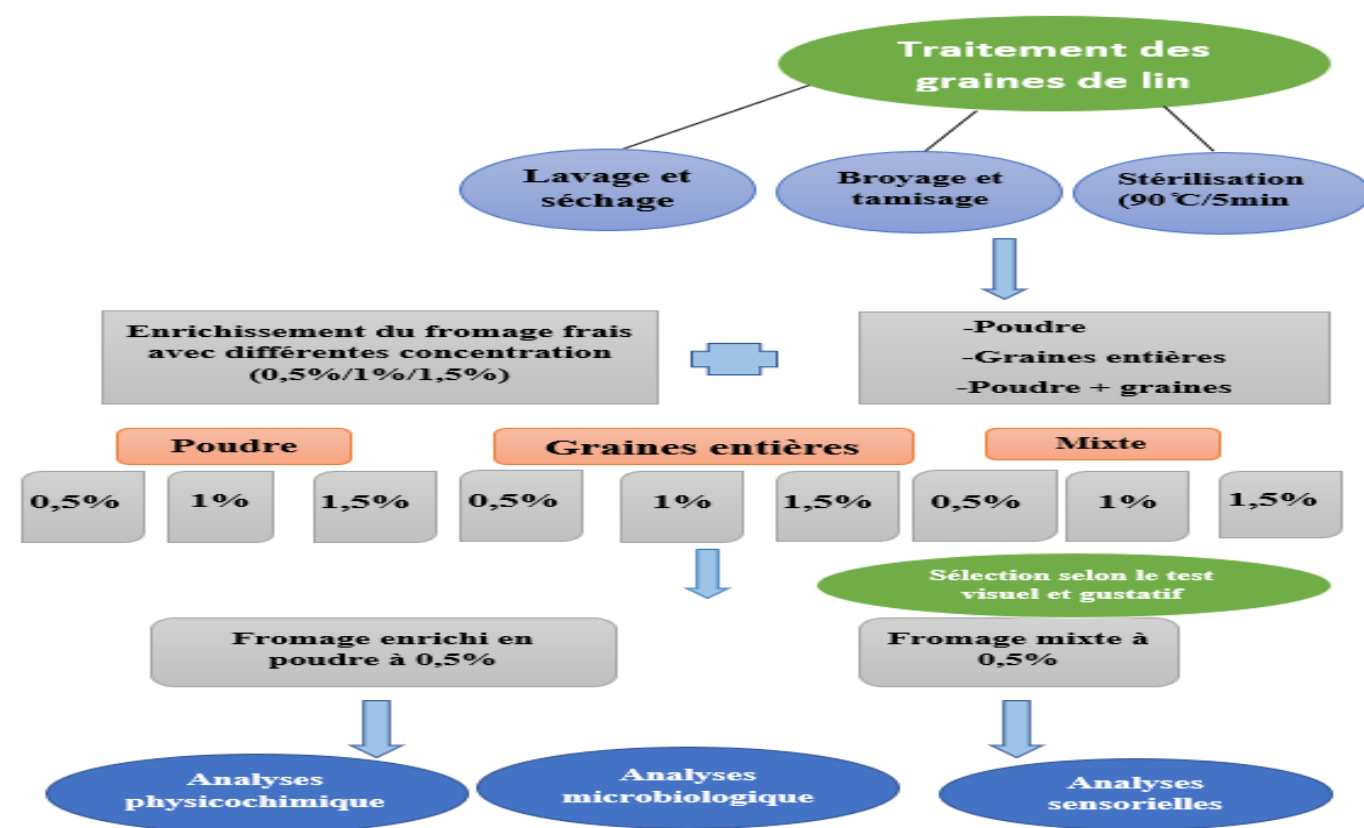 Traitement des
graines de lin
Lavage et
séchage
Broyage et
tamisage
Stérilisation
(90℃/5min
Enrichissement du fromage frais
avec différentes concentration
(0,5%/1%/1,5%)
-Poudre
-Graines entières
-Poudre + graines
Poudre
Graines entières
Mixte
0,5%
1%
1,5%
0,5%
1%
1,5%
0,5%
1%
1,5%
Sélection selon le test
visuel et gustatif
Fromage enrichi en
poudre à 0,5%
Fromage mixte à
0,5%
Analyses
physicochimique
Analyses
microbiologique
Analyses
sensorielles